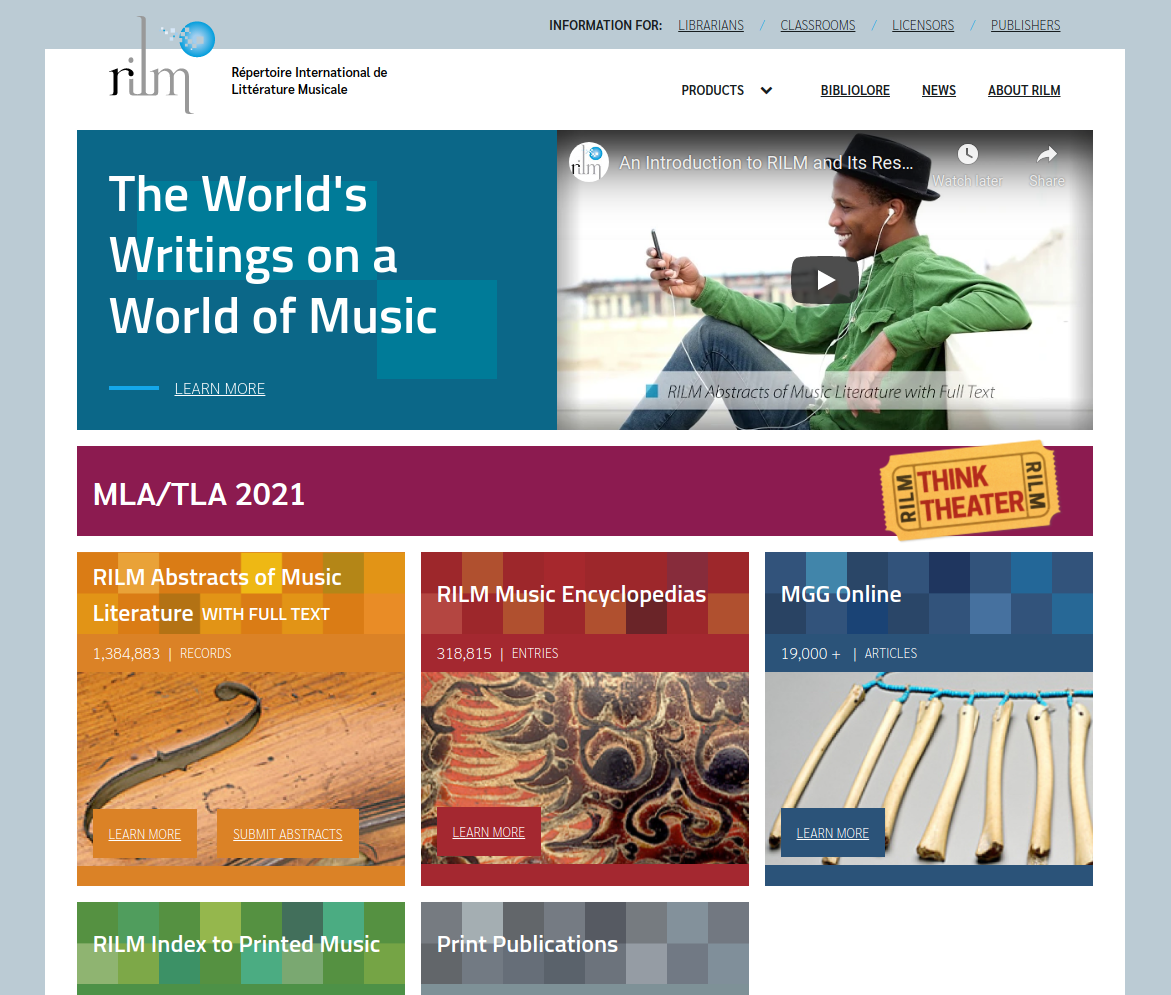 INFORMATION FOR: LIBRARIANS / CLASSROOMS / LICENSORS / PUBLISHERS
rilm
Répertoire International de
Littérature Musicale
PRODUCTS BIBLIOLORE NEWS ABOUT RILM
The World's
Writings on a
World of Music
LEARN MORE
rilm An Introduction to RILM and Its Res...
Watch later Share
RILM Abstracts of Music Literature with Full Text
MLA/TLA 2021
RILM THINK THEATER RILM
RILM Abstracts of Music
Literature WITH FULL TEXT
1,384,883 | RECORDS
LEARN MORE SUBMIT ABSTRACTS
RILM Music Encyclopedias
318,815 | ENTRIES
LEARN MORE
MGG Online
19,000 + | ARTICLES
LEARN MORE
RILM Index to Printed Music
Print Publications